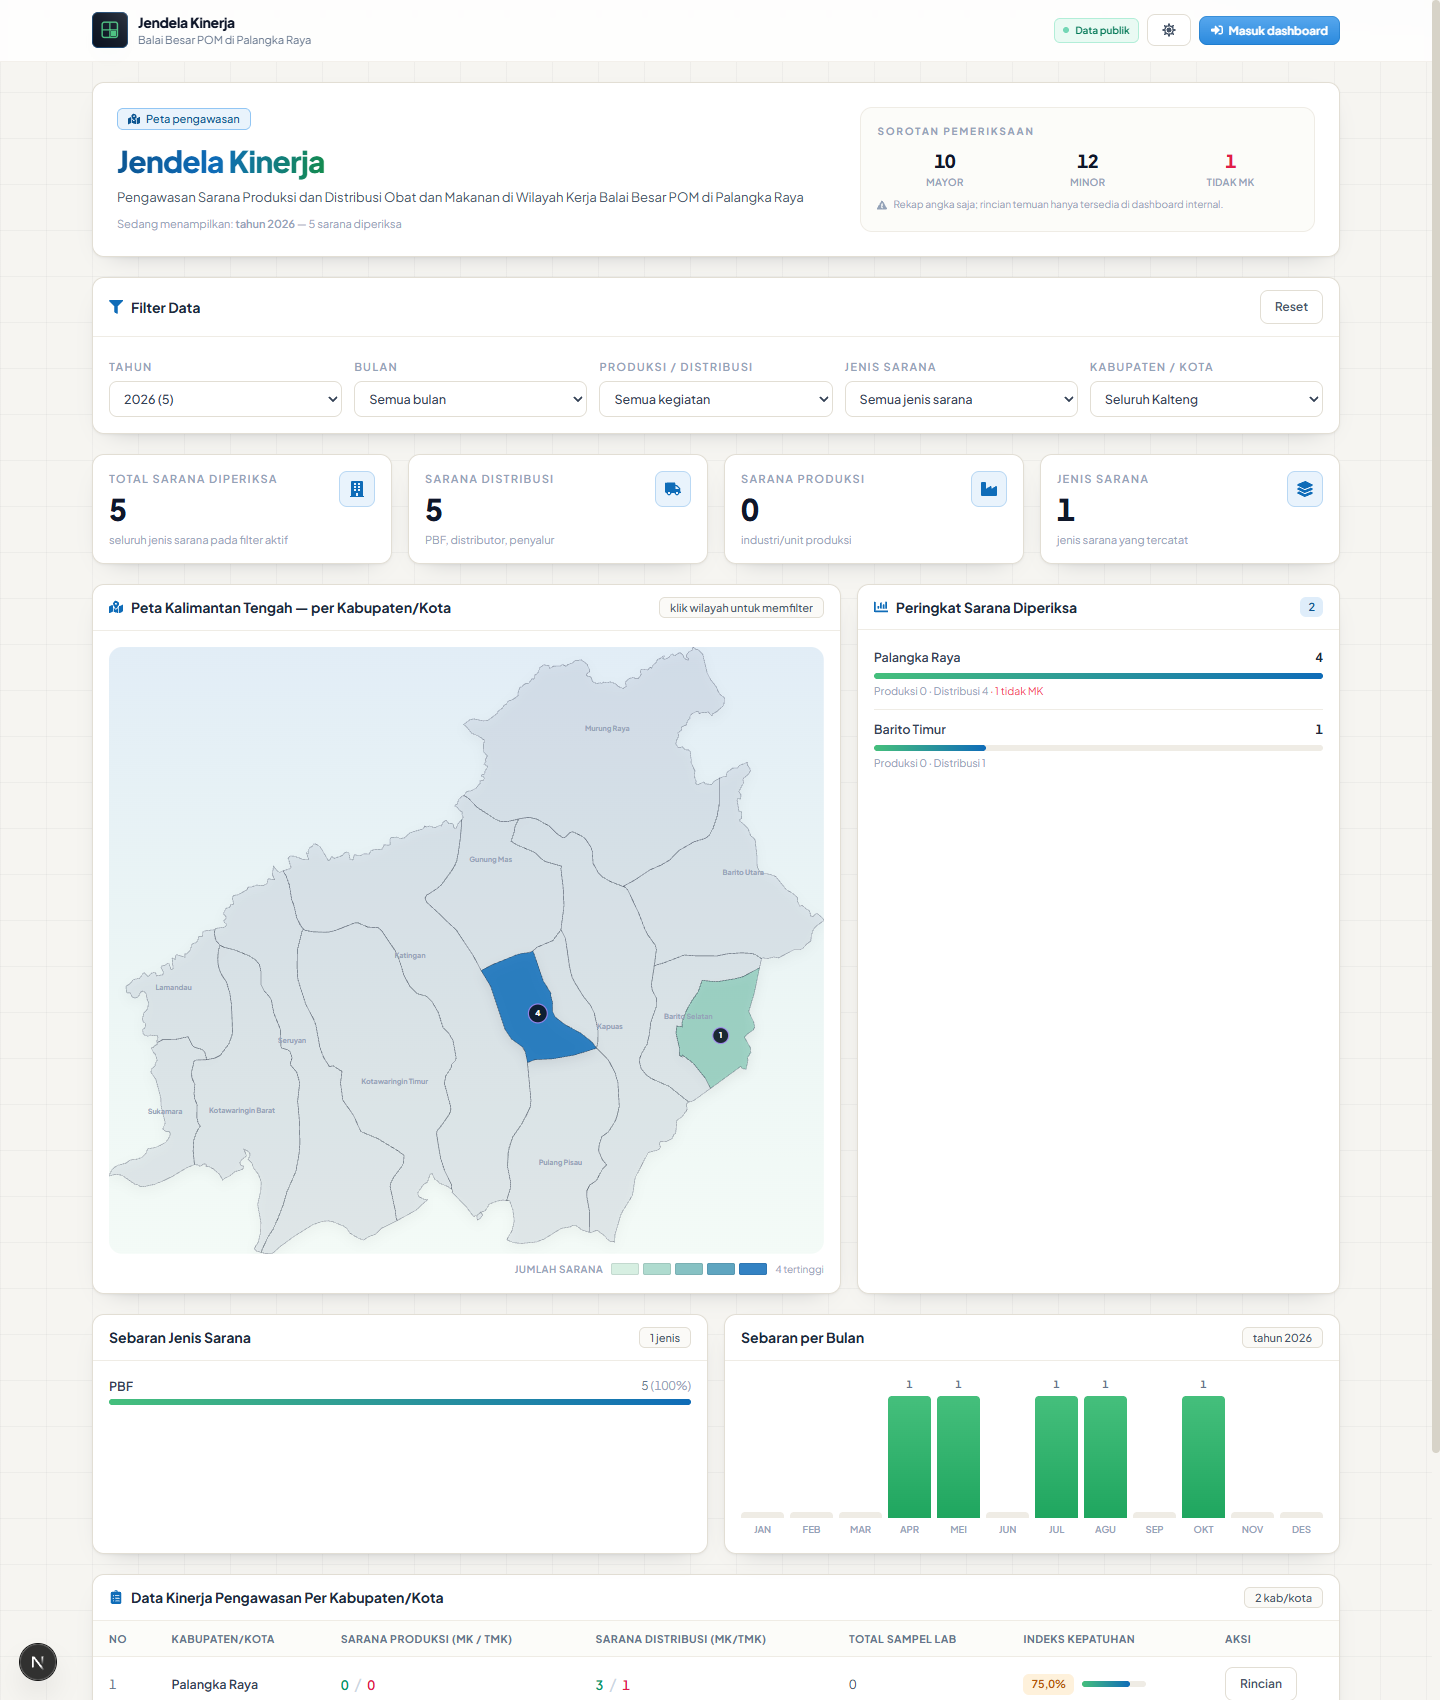 Jendela Kinerja
Balai Besar POM di Palangka Raya
Data publik
Masuk dashboard
Peta pengawasan
Jendela Kinerja
Pengawasan Sarana Produksi dan Distribusi Obat dan Makanan di Wilayah Kerja Balai Besar POM di Palangka Raya
Sedang menampilkan: tahun 2026 — 5 sarana diperiksa
SOROTAN PEMERIKSAAN
10 12 1
MAYOR MINOR TIDAK MK
Rekap angka saja; rincian temuan hanya tersedia di dashboard internal.
Filter Data
Reset
TAHUN BULAN PRODUKSI / DISTRIBUSI JENIS SARANA KABUPATEN / KOTA
2026 (5) Semua bulan Semua kegiatan Semua jenis sarana Seluruh Kalteng
TOTAL SARANA DIPERIKSA
5
seluruh jenis sarana pada filter aktif
SARANA DISTRIBUSI
5
PBF, distributor, penyalur
SARANA PRODUKSI
0
industri/unit produksi
JENIS SARANA
1
jenis sarana yang tercatat
Peta Kalimantan Tengah — per Kabupaten/Kota
klik wilayah untuk memfilter
Murung Raya
Gunung Mas
Barito Utara
Katingan
Lamandau
4
Barito Selatan
Kapuas
1
Seruyan
Kotawaringin Timur
Sukamara
Kotawaringin Barat
Pulang Pisau
JUMLAH SARANA
4 tertinggi
Peringkat Sarana Diperiksa
2
Palangka Raya 4
Produksi 0 · Distribusi 4 · 1 tidak MK
Barito Timur 1
Produksi 0 · Distribusi 1
Sebaran Jenis Sarana
1 jenis
PBF 5 (100%)
Sebaran per Bulan
tahun 2026
1 1 1 1 1
JAN FEB MAR APR MEI JUN JUL AGU SEP OKT NOV DES
Data Kinerja Pengawasan Per Kabupaten/Kota
2 kab/kota
NO KABUPATEN/KOTA SARANA PRODUKSI (MK / TMK) SARANA DISTRIBUSI (MK/TMK) TOTAL SAMPEL LAB INDEKS KEPATUHAN AKSI
1 Palangka Raya 0 / 0 3 / 1 0 75,0% Rincian
N